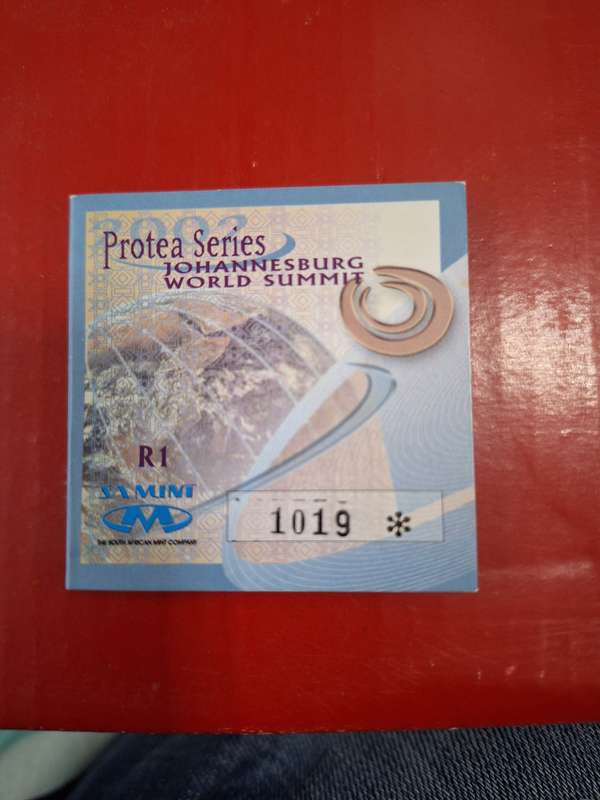 2002
Protea Series
JOHANNESBURG
WORLD SUMMIT
R1
SA MINT
THE SOUTH AFRICAN MINT COMPANY
1019 *